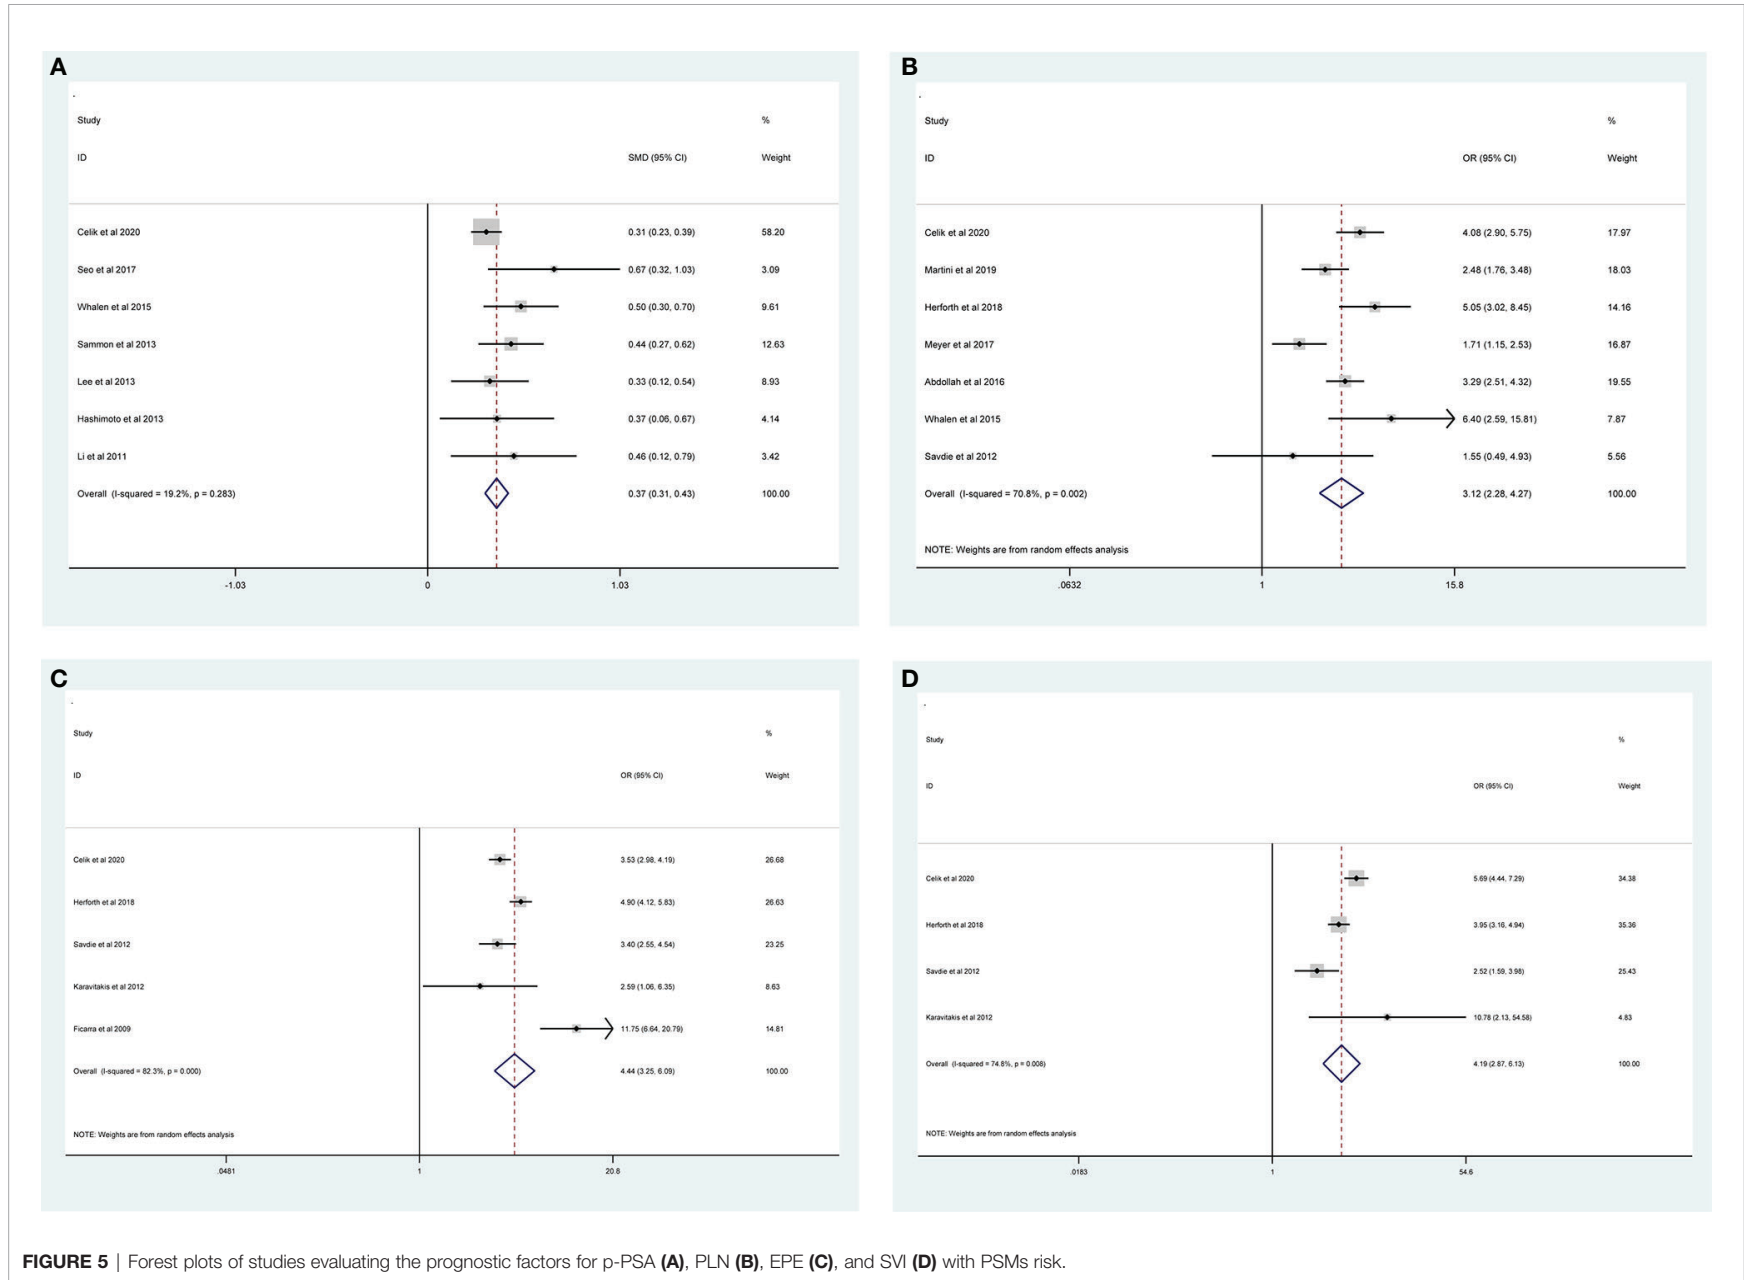 A
Study %
ID SMD (95% CI) Weight
Celik et al 2020 0.31 (0.23, 0.39) 58.20
Seo et al 2017 0.67 (0.32, 1.03) 3.09
Whalen et al 2015 0.50 (0.30, 0.70) 9.61
Sammon et al 2013 0.44 (0.27, 0.62) 12.63
Lee et al 2013 0.33 (0.12, 0.54) 8.93
Hashimoto et al 2013 0.37 (0.06, 0.67) 4.14
Li et al 2011 0.46 (0.12, 0.79) 3.42
Overall (I-squared = 19.2%, p = 0.283) 0.37 (0.31, 0.43) 100.00
-1.03 0 1.03
B
Study %
ID OR (95% CI) Weight
Celik et al 2020 4.08 (2.90, 5.75) 17.97
Martini et al 2019 2.48 (1.76, 3.48) 18.03
Herforth et al 2018 5.05 (3.02, 8.45) 14.16
Meyer et al 2017 1.71 (1.15, 2.53) 16.87
Abdollah et al 2016 3.29 (2.51, 4.32) 19.55
Whalen et al 2015 6.40 (2.59, 15.81) 7.87
Savdie et al 2012 1.55 (0.49, 4.93) 5.56
Overall (I-squared = 70.8%, p = 0.002) 3.12 (2.28, 4.27) 100.00
NOTE: Weights are from random effects analysis
.0632 1 15.8
C
Study %
ID OR (95% CI) Weight
Celik et al 2020 3.53 (2.98, 4.19) 26.68
Herforth et al 2018 4.90 (4.12, 5.83) 26.63
Savdie et al 2012 3.40 (2.55, 4.54) 23.25
Karavitakis et al 2012 2.59 (1.06, 6.35) 8.63
Ficarra et al 2009 11.75 (6.64, 20.79) 14.81
Overall (I-squared = 82.3%, p = 0.000) 4.44 (3.25, 6.09) 100.00
NOTE: Weights are from random effects analysis
.0481 1 20.8
D
Study %
ID OR (95% CI) Weight
Celik et al 2020 5.69 (4.44, 7.29) 34.38
Herforth et al 2018 3.95 (3.16, 4.94) 35.36
Savdie et al 2012 2.52 (1.59, 3.98) 25.43
Karavitakis et al 2012 10.78 (2.13, 54.58) 4.83
Overall (I-squared = 74.8%, p = 0.008) 4.19 (2.87, 6.13) 100.00
NOTE: Weights are from random effects analysis
.0183 1 54.6
FIGURE 5 | Forest plots of studies evaluating the prognostic factors for p-PSA (A), PLN (B), EPE (C), and SVI (D) with PSMs risk.